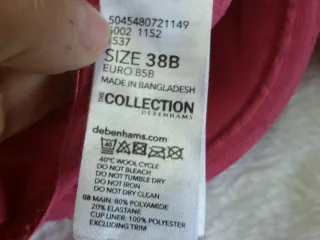 5045480721149
6002 1152
1537
SIZE 38B
EURO 85B
MADE IN BANGLADESH
THE COLLECTION
DEBENHAMS
debenhams.com
40
40°C WOOL CYCLE
DO NOT BLEACH
DO NOT TUMBLE DRY
DO NOT IRON
DO NOT DRY CLEAN
GB MAIN: 80% POLYAMIDE
20% ELASTANE
CUP LINER: 100% POLYESTER
EXCLUDING TRIM